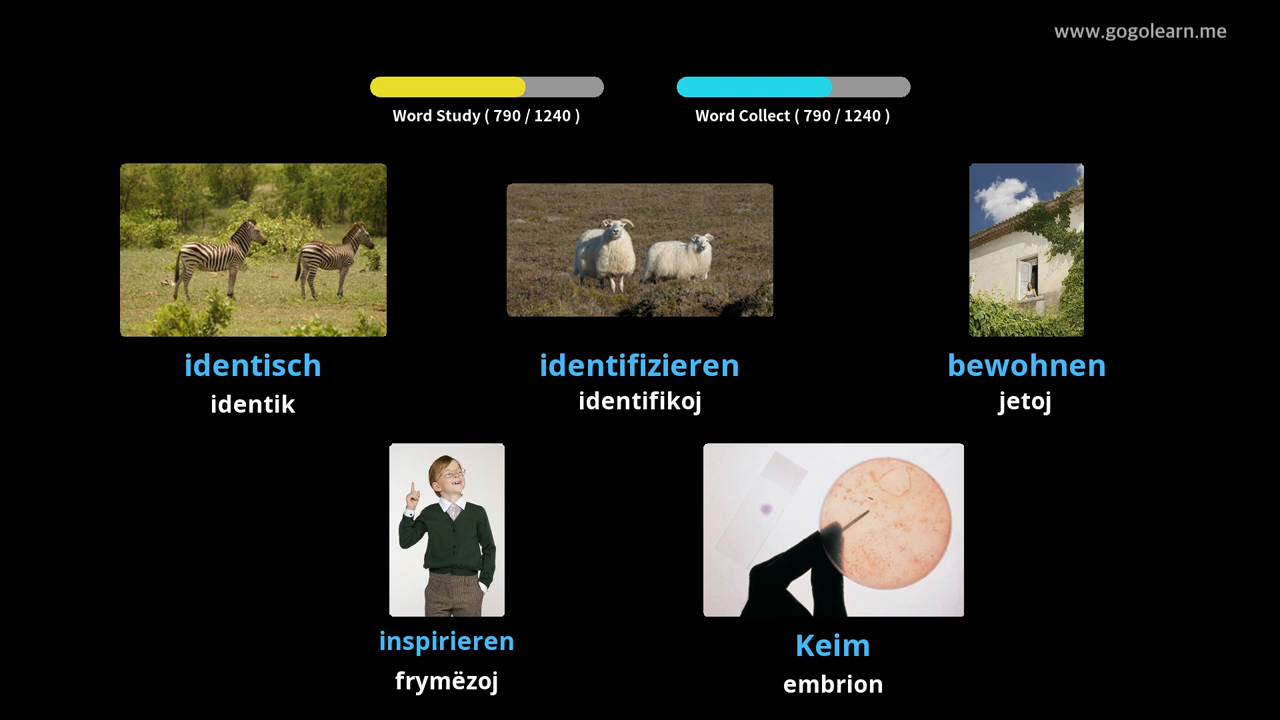 www.gogolearn.me
Word Study ( 790 / 1240 )
Word Collect ( 790 / 1240 )
identisch
identik
identifizieren
identifikoj
bewohnen
jetoj
inspirieren
frymëzoj
Keim
embrion